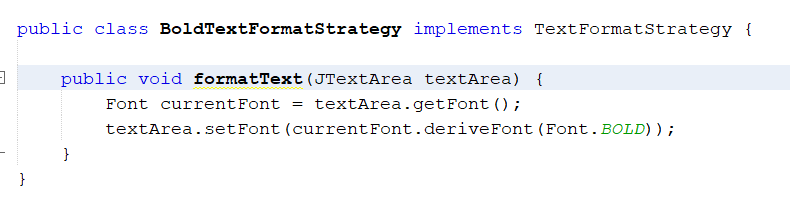 public class BoldTextFormatStrategy implements TextFormatStrategy {
public void formatText(JTextArea textArea) {
Font currentFont = textArea.getFont();
textArea.setFont(currentFont.deriveFont(Font.BOLD));
}
}